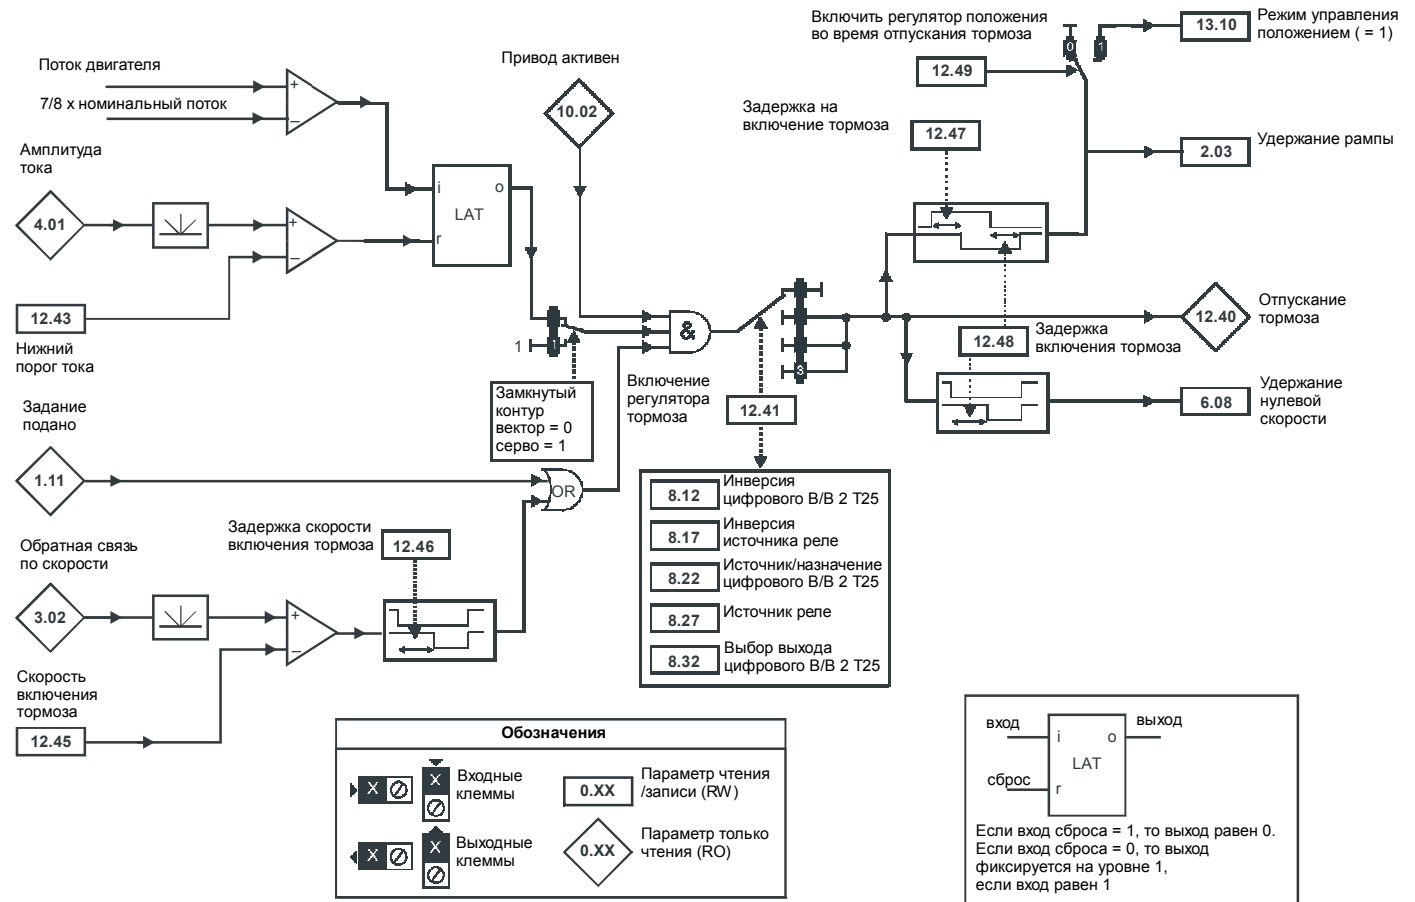 Включить регулятор положения
во время отпускания тормоза
0
1
13.10
Режим управления
положением ( = 1)
12.49
Поток двигателя
7/8 x номинальный поток
+
–
Привод активен
10.02
Задержка на
включение тормоза
12.47
2.03
Удержание рампы
Амплитуда
тока
4.01
+
–
i
o
LAT
r
12.43
Нижний
порог тока
1
1
Замкнутый
контур
вектор = 0
серво = 1
&
Включение
регулятора
тормоза
12.41
3
12.48
Задержка
включения тормоза
12.40
Отпускание
тормоза
6.08
Удержание
нулевой
скорости
Задание
подано
1.11
OR
Обратная связь
по скорости
3.02
Задержка скорости
включения тормоза
12.46
+
–
Скорость
включения
тормоза
12.45
8.12
Инверсия
цифрового В/В 2 Т25
8.17
Инверсия
источника реле
8.22
Источник/назначение
цифрового В/В 2 Т25
8.27
Источник реле
8.32
Выбор выхода
цифрового В/В 2 Т25
Обозначения
X
X
Входные
клеммы
0.XX
Параметр чтения
/записи (RW)
X
X
Выходные
клеммы
0.XX
Параметр только
чтения (RO)
вход
i
o
выход
LAT
сброс
r
Если вход сброса = 1, то выход равен 0.
Если вход сброса = 0, то выход
фиксируется на уровне 1,
если вход равен 1